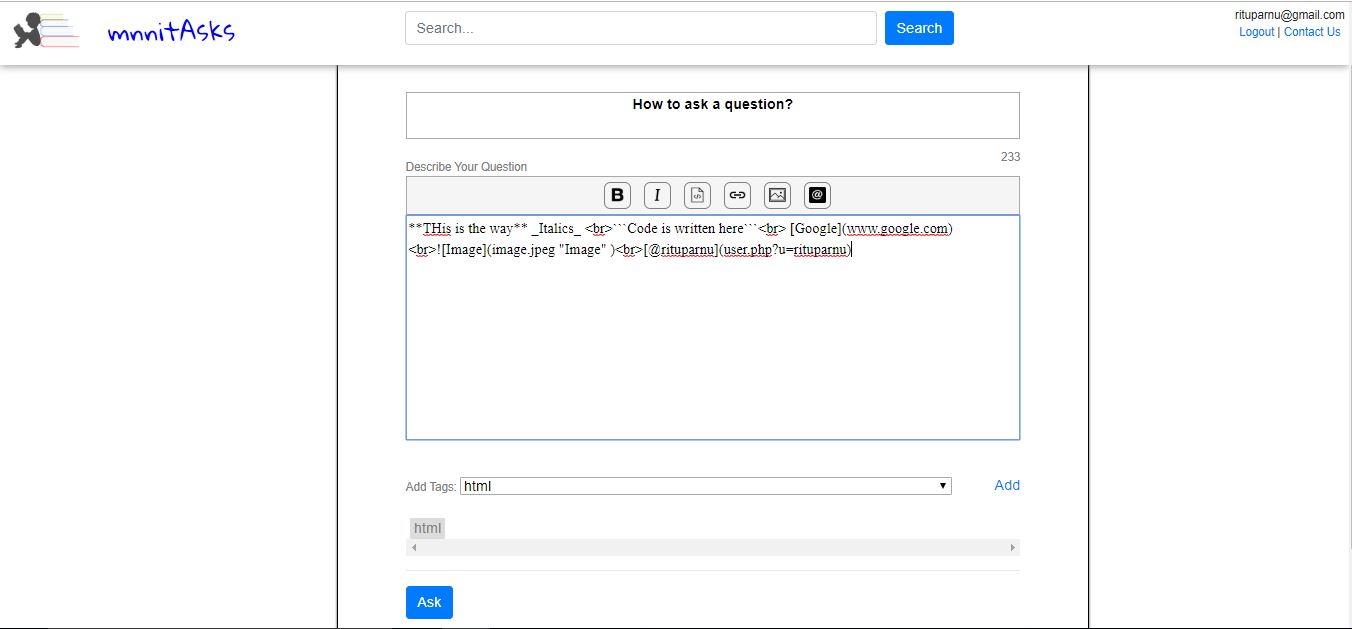 mnnitAsks
Search...
Search
rituparnu@gmail.com
Logout | Contact Us
How to ask a question?
233
Describe Your Question
B I </> @
**THis is the way** _Italics_ <br>```Code is written here```<br> [Google](www.google.com)
<br>![Image](image.jpeg "Image" )<br>[@rituparnu](user.php?u=rituparnu)
Add Tags: html
Add
html
Ask